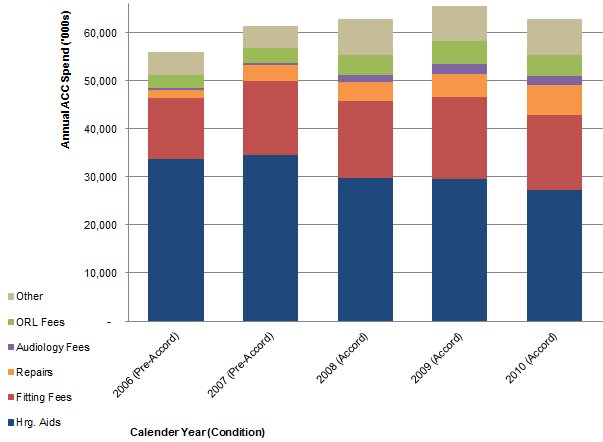 Annual ACC Spend ('000s)
60,000
50,000
40,000
30,000
20,000
10,000
-
Other
ORL Fees
Audiology Fees
Repairs
Fitting Fees
Hrg. Aids
2006 (Pre-Accord)
2007 (Pre-Accord)
2008 (Accord)
2009 (Accord)
2010 (Accord)
Calender Year (Condition)